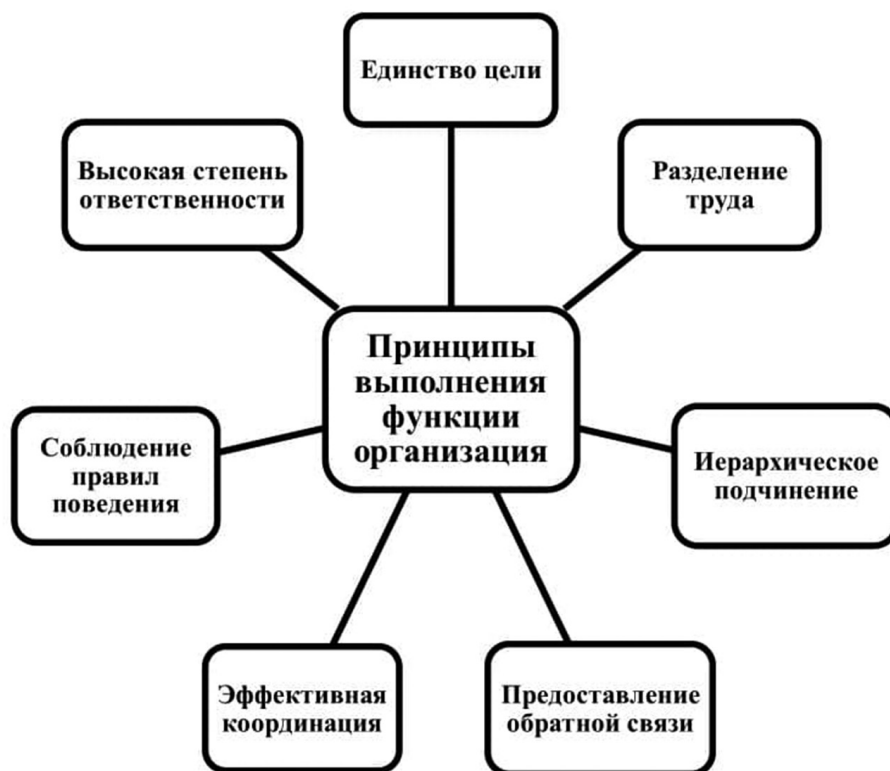 Единство цели
Высокая степень
ответственности
Разделение
труда
Принципы
выполнения
функции
организация
Соблюдение
правил
поведения
Иерархическое
подчинение
Эффективная
координация
Предоставление
обратной связи